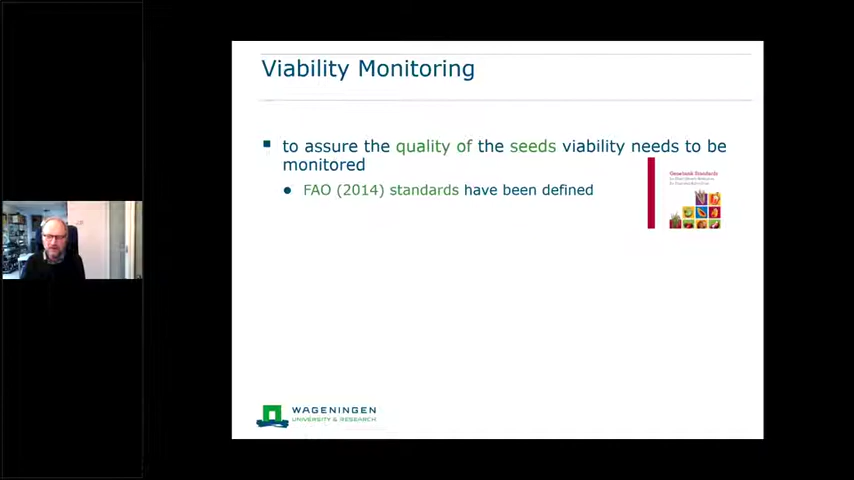 Viability Monitoring
to assure the quality of the seeds viability needs to be
monitored
FAO (2014) standards have been defined
Genebank Standards
WAGENINGEN
UNIVERSITY & RESEARCH